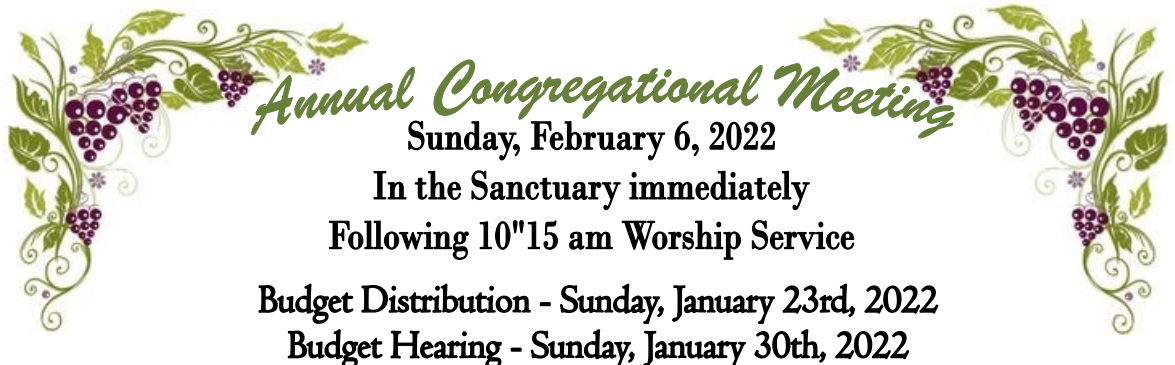 Annual Congregational Meeting
Sunday, February 6, 2022
In the Sanctuary immediately
Following 10"15 am Worship Service
Budget Distribution - Sunday, January 23rd, 2022
Budget Hearing - Sunday, January 30th, 2022